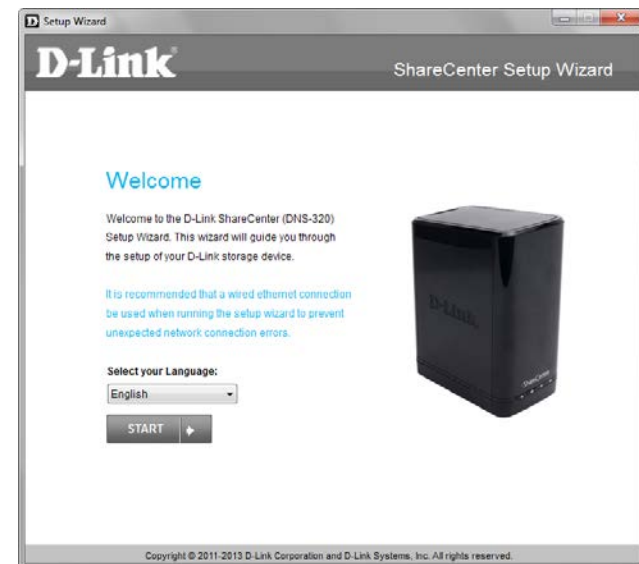 Setup Wizard
D-Link
ShareCenter Setup Wizard
Welcome
Welcome to the D-Link ShareCenter (DNS-320)
Setup Wizard. This wizard will guide you through
the setup of your D-Link storage device.
It is recommended that a wired ethernet connection
be used when running the setup wizard to prevent
unexpected network connection errors.
Select your Language:
English
START
D-Link
ShareCenter
Copyright © 2011-2013 D-Link Corporation and D-Link Systems, Inc. All rights reserved.